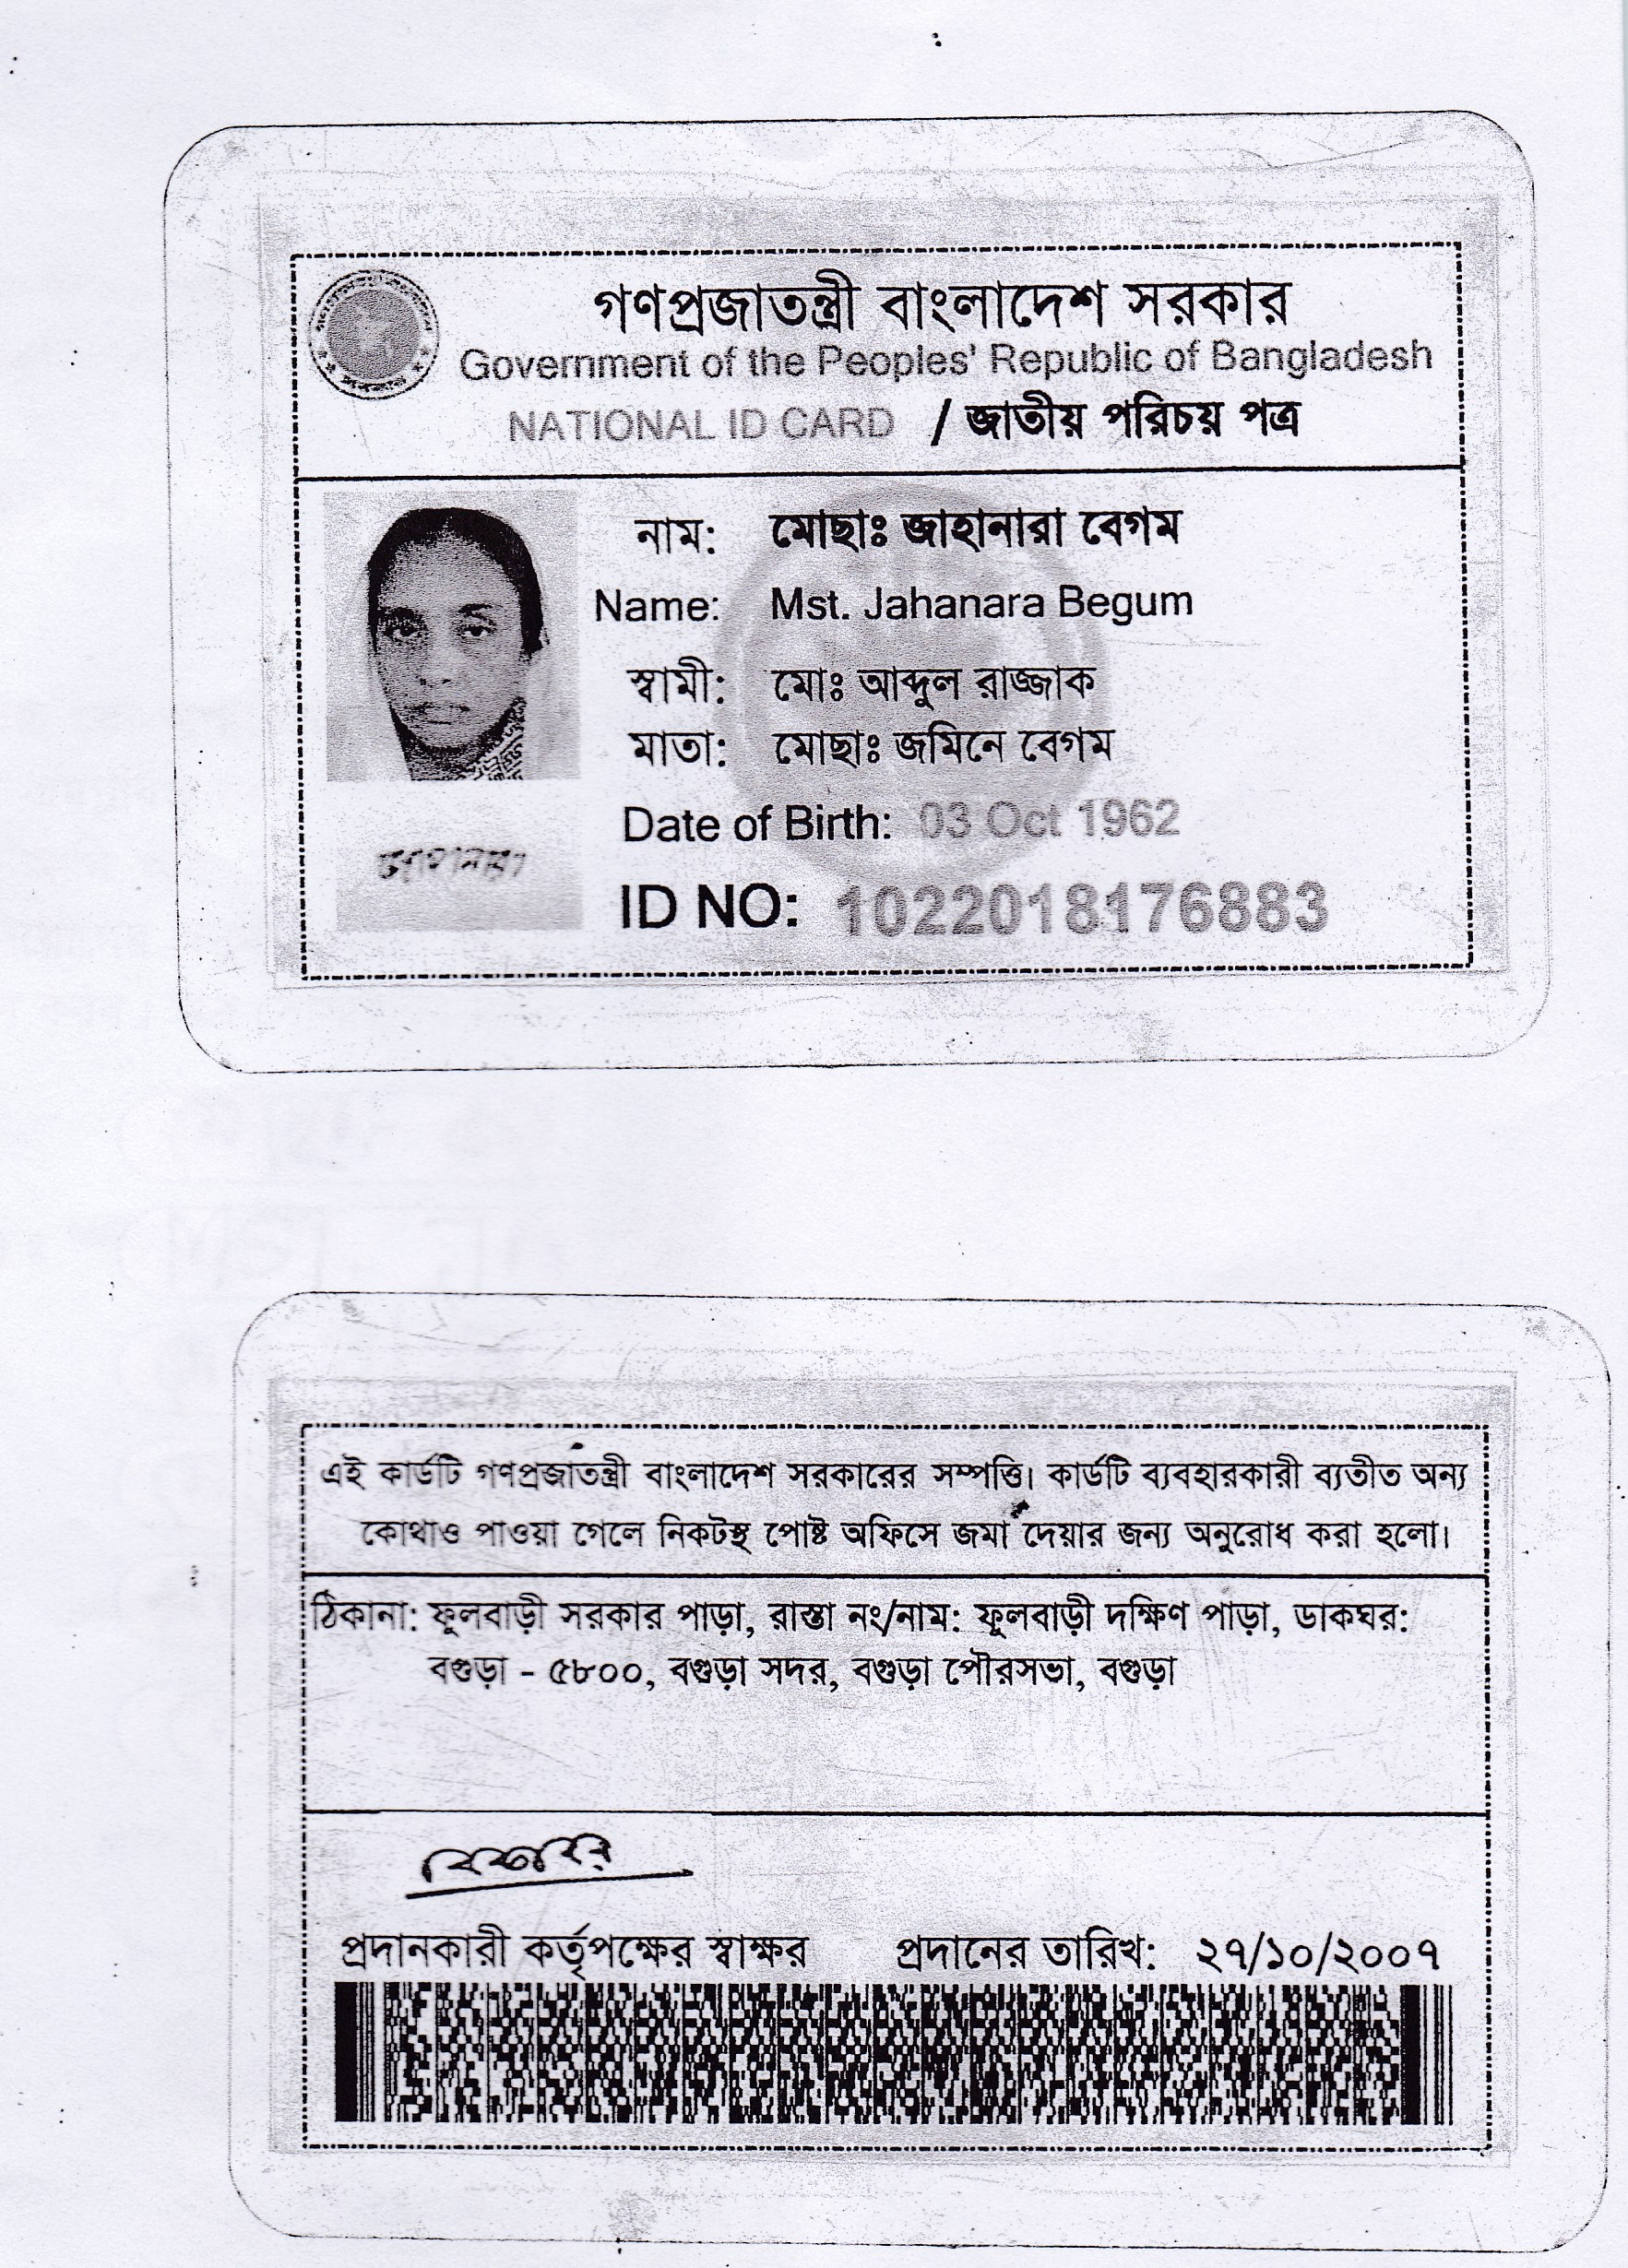 গণপ্রজাতন্ত্রী বাংলাদেশ সরকার
Government of the Peoples' Republic of Bangladesh
NATIONAL ID CARD / জাতীয় পরিচয় পত্র
নাম: মোছাঃ জাহানারা বেগম
Name: Mst. Jahanara Begum
স্বামী: মোঃ আব্দুল রাজ্জাক
মাতা: মোছাঃ জমিনে বেগম
Date of Birth: 03 Oct 1962
জাহানারা
ID NO: 1022018176883
এই কার্ডটি গণপ্রজাতন্ত্রী বাংলাদেশ সরকারের সম্পত্তি। কার্ডটি ব্যবহারকারী ব্যতীত অন্য
কোথাও পাওয়া গেলে নিকটস্থ পোষ্ট অফিসে জমা দেয়ার জন্য অনুরোধ করা হলো।
ঠিকানা: ফুলবাড়ী সরকার পাড়া, রাস্তা নং/নাম: ফুলবাড়ী দক্ষিণ পাড়া, ডাকঘর:
বগুড়া - ৫৮০০, বগুড়া সদর, বগুড়া পৌরসভা, বগুড়া
প্রদানকারী কর্তৃপক্ষের স্বাক্ষর প্রদানের তারিখ: ২৭/১০/২০০৭